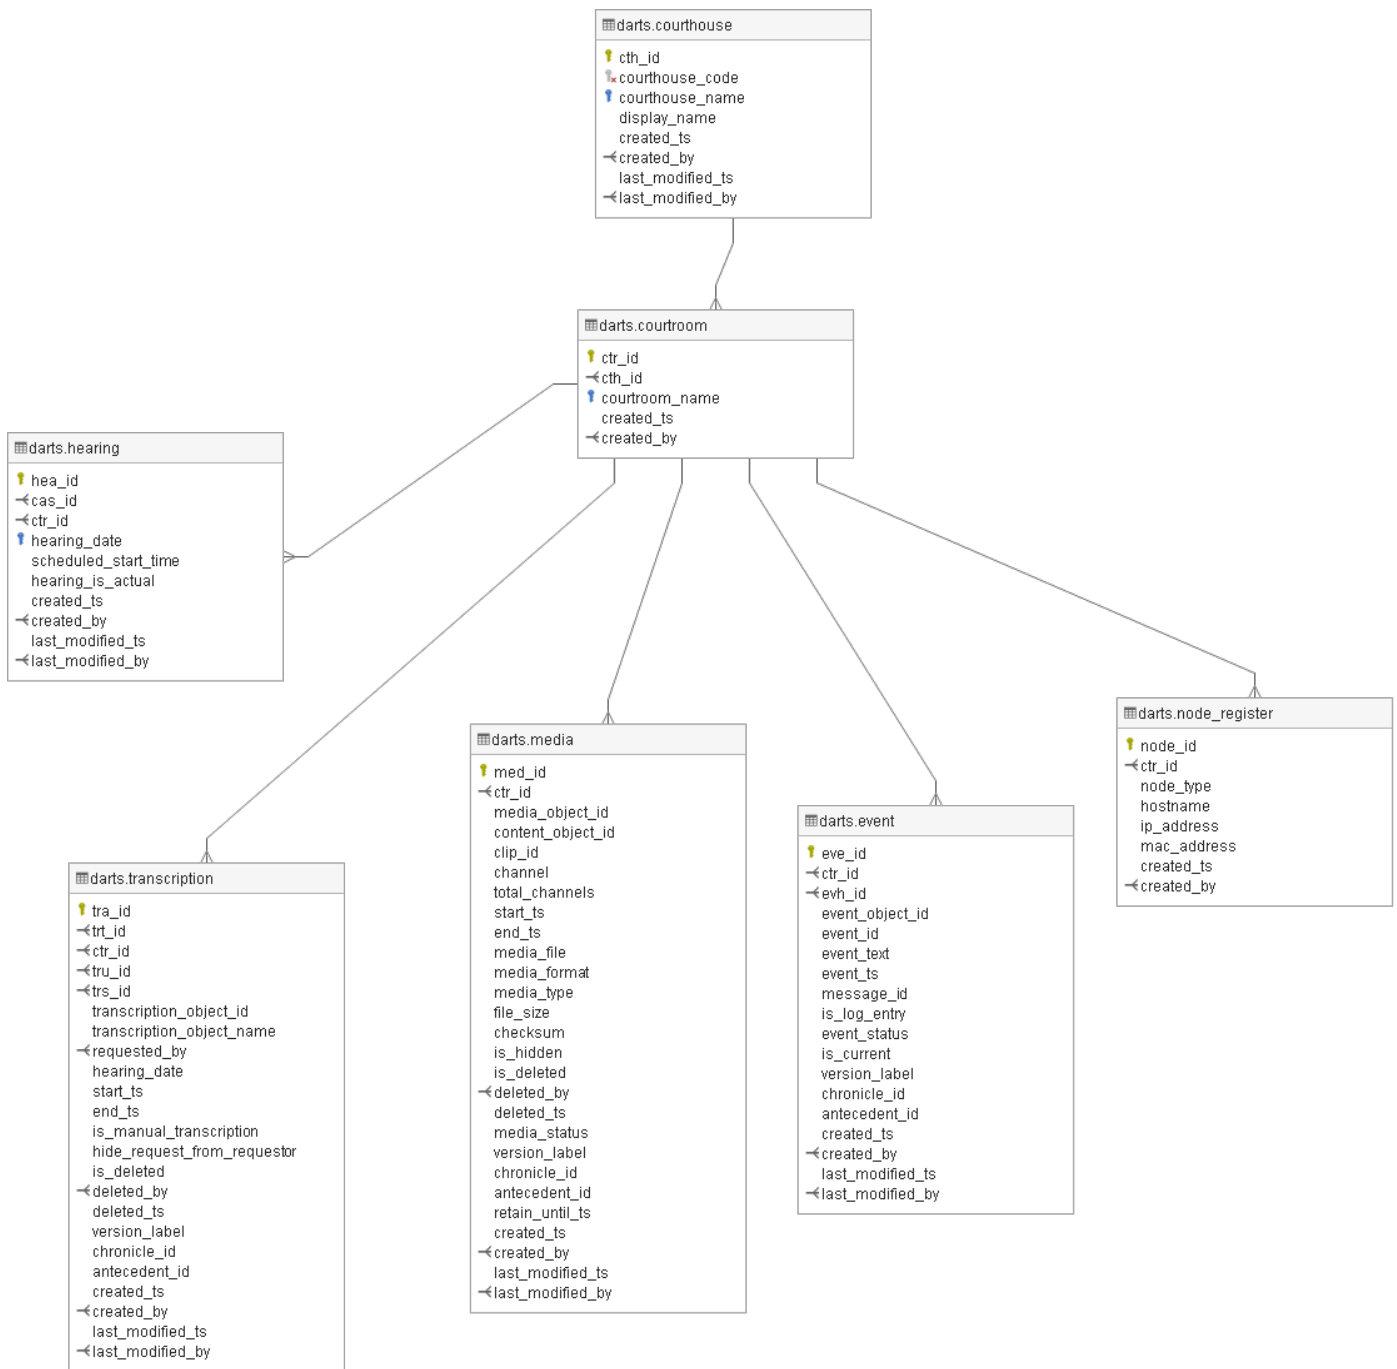 darts.courthouse
cth_id
courthouse_code
courthouse_name
display_name
created_ts
created_by
last_modified_ts
last_modified_by
darts.courtroom
ctr_id
cth_id
courtroom_name
created_ts
created_by
darts.hearing
hea_id
cas_id
ctr_id
hearing_date
scheduled_start_time
hearing_is_actual
created_ts
created_by
last_modified_ts
last_modified_by
darts.transcription
tra_id
trt_id
ctr_id
tru_id
trs_id
transcription_object_id
transcription_object_name
requested_by
hearing_date
start_ts
end_ts
is_manual_transcription
hide_request_from_requestor
is_deleted
deleted_by
deleted_ts
version_label
chronicle_id
antecedent_id
created_ts
created_by
last_modified_ts
last_modified_by
darts.media
med_id
ctr_id
media_object_id
content_object_id
clip_id
channel
total_channels
start_ts
end_ts
media_file
media_format
media_type
file_size
checksum
is_hidden
is_deleted
deleted_by
deleted_ts
media_status
version_label
chronicle_id
antecedent_id
retain_until_ts
created_ts
created_by
last_modified_ts
last_modified_by
darts.event
eve_id
ctr_id
evh_id
event_object_id
event_id
event_text
event_ts
message_id
is_log_entry
event_status
is_current
version_label
chronicle_id
antecedent_id
created_ts
created_by
last_modified_ts
last_modified_by
darts.node_register
node_id
ctr_id
node_type
hostname
ip_address
mac_address
created_ts
created_by